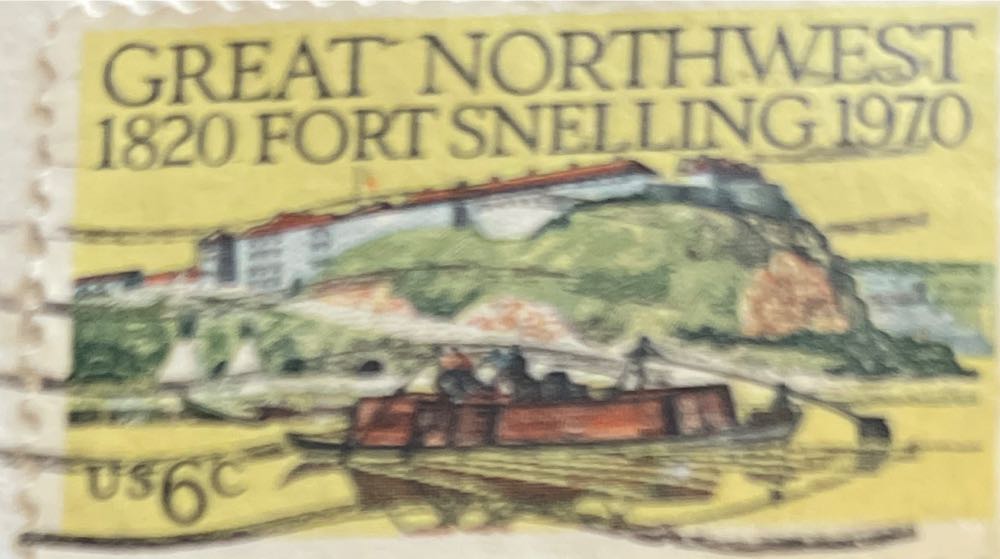 GREAT NORTHWEST
1820 FORT SNELLING 1970
US6C